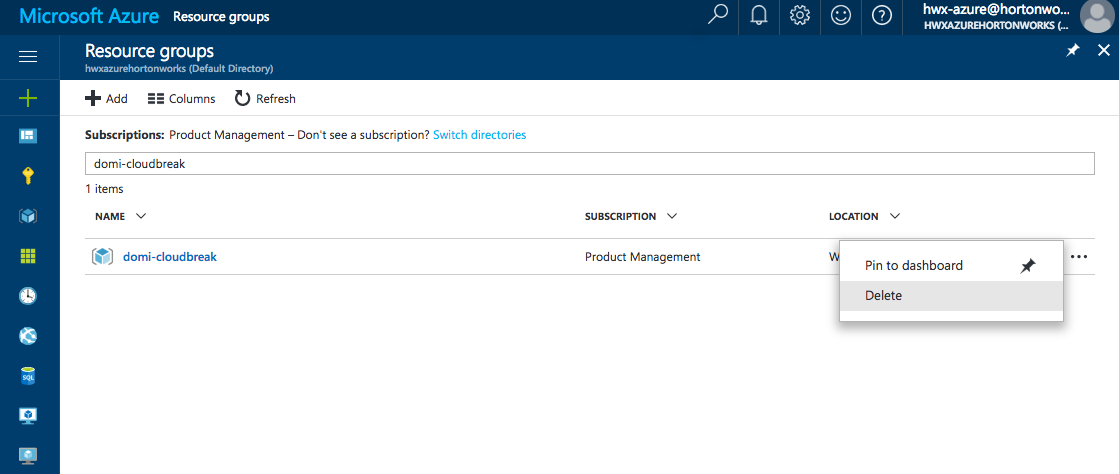 Microsoft Azure Resource groups
hwx-azure@hortonwo...
HWXAZUREHORTONWORKS (...
Resource groups
hwxazurehortonworks (Default Directory)
Add Columns Refresh
Subscriptions: Product Management – Don't see a subscription? Switch directories
domi-cloudbreak
1 items
NAME SUBSCRIPTION LOCATION
domi-cloudbreak Product Management W
Pin to dashboard
Delete
SQL